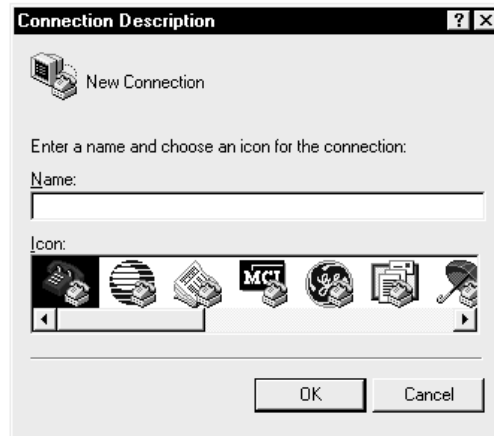 Connection Description
New Connection
Enter a name and choose an icon for the connection:
Name:
Icon:
MCI
OK
Cancel